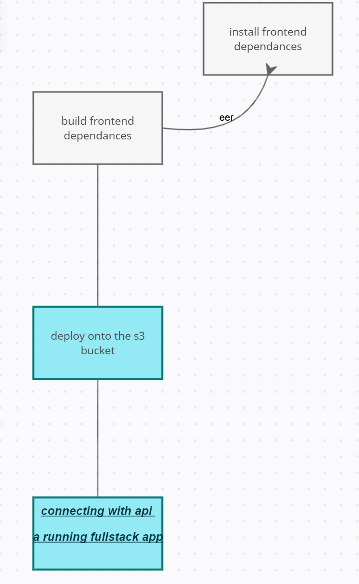 install frontend
dependances
build frontend
dependances
eer
deploy onto the s3
bucket
connecting with api
a running fullstack app